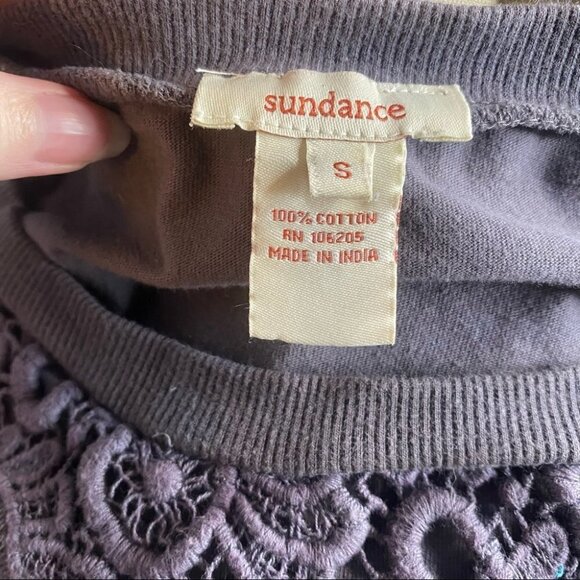 sundance
S
100% COTTON
RN 106205
MADE IN INDIA